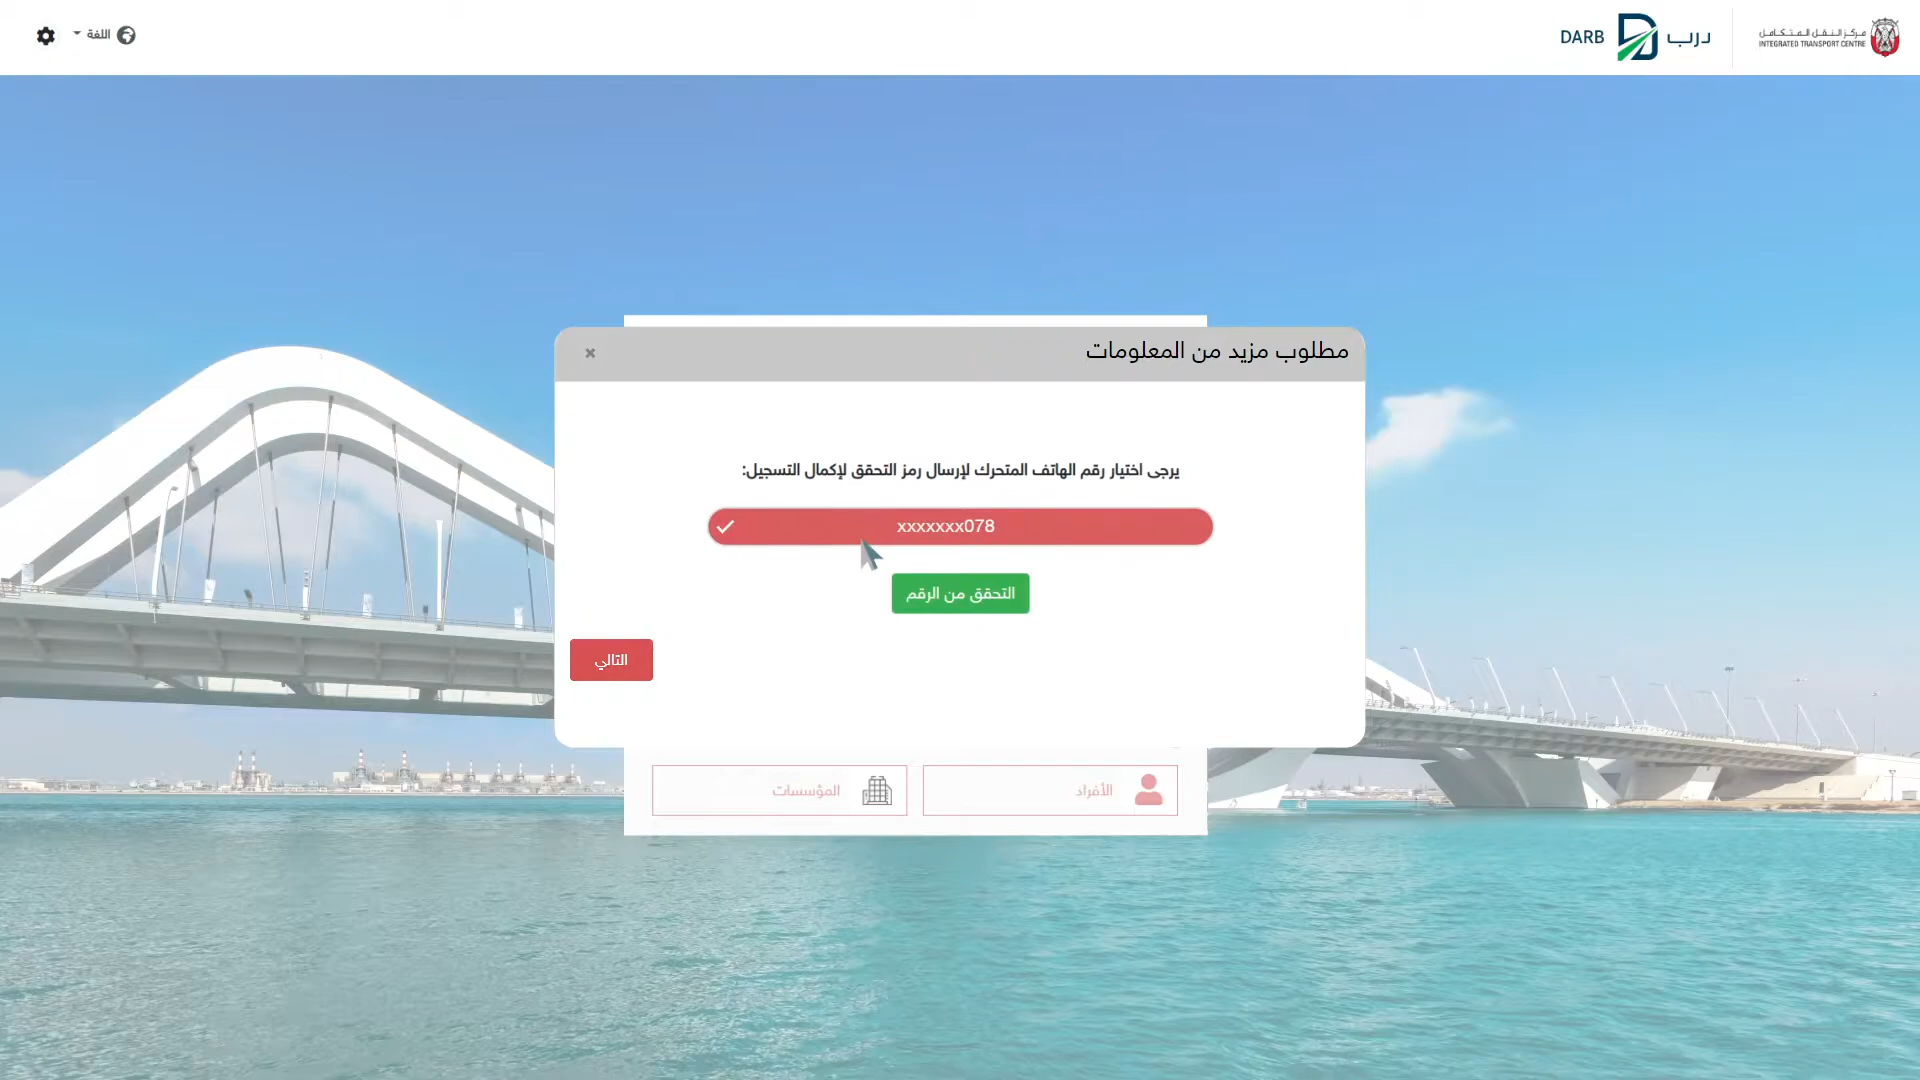 مركز النقل المتكامل
INTEGRATED TRANSPORT CENTRE
درب
DARB
اللغة
مطلوب مزيد من المعلومات
×
يرجى اختيار رقم الهاتف المتحرك لإرسال رمز التحقق لإكمال التسجيل:
xxxxxxx078
التحقق من الرقم
التالي
الأفراد
المؤسسات